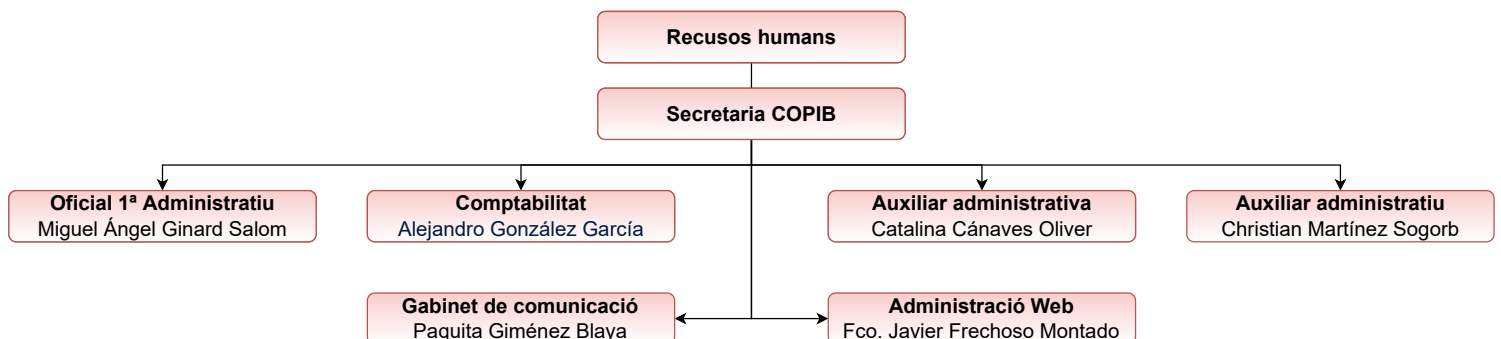 Recusos humans
Secretaria COPIB
Oficial 1ª Administratiu
Miguel Ángel Ginard Salom
Comptabilitat
Alejandro González García
Auxiliar administrativa
Catalina Cánaves Oliver
Auxiliar administratiu
Christian Martínez Sogorb
Gabinet de comunicació
Paquita Giménez Blaya
Administració Web
Fco. Javier Frechoso Montado